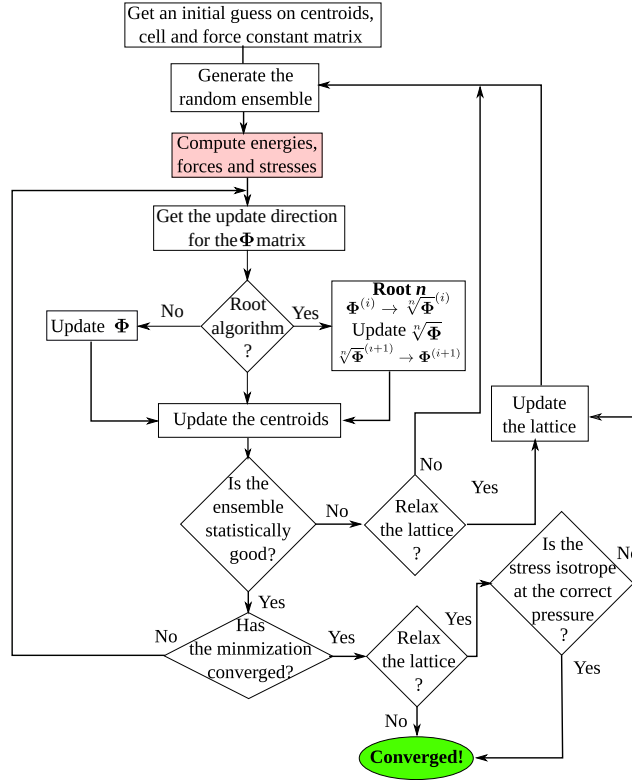 Get an initial guess on centroids,
cell and force constant matrix
Generate the
random ensemble
Compute energies,
forces and stresses
Get the update direction
for the Φ matrix
Root
algorithm
?
No
Yes
Update Φ
Root n
Φ⁽ⁱ⁾ → ⁿ√Φ⁽ⁱ⁾
Update ⁿ√Φ
ⁿ√Φ⁽ⁱ⁺¹⁾ → Φ⁽ⁱ⁺¹⁾
Update the centroids
Update
the lattice
Is the
ensemble
statistically
good?
No
Yes
Relax
the lattice
?
No
Yes
Has
the minmization
converged?
No
Yes
Relax
the lattice
?
Yes
No
Is the
stress isotrope
at the correct
pressure
?
No
Yes
Converged!